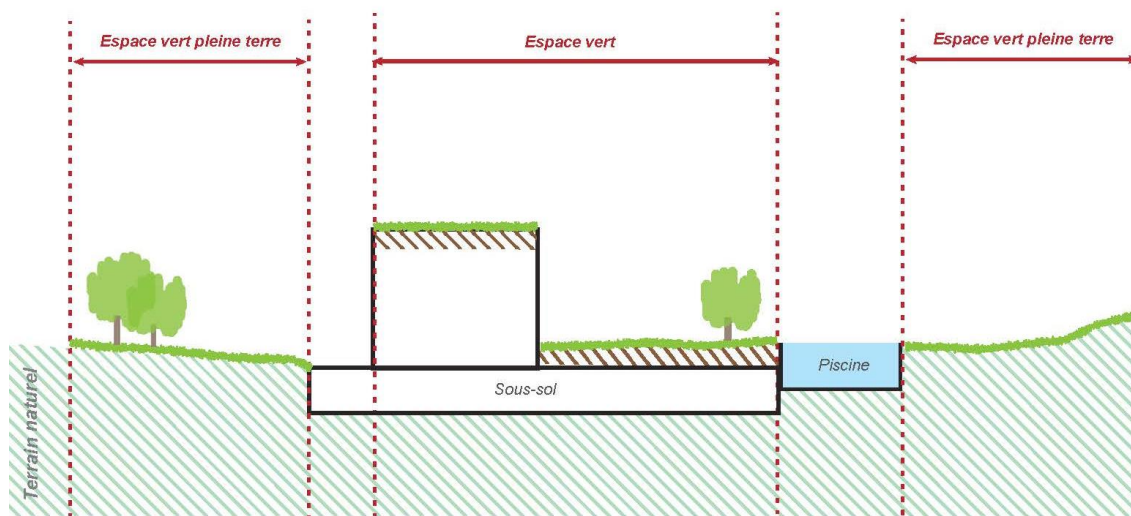 Espace vert pleine terre
Espace vert
Espace vert pleine terre
Piscine
Sous-sol
Terrain naturel